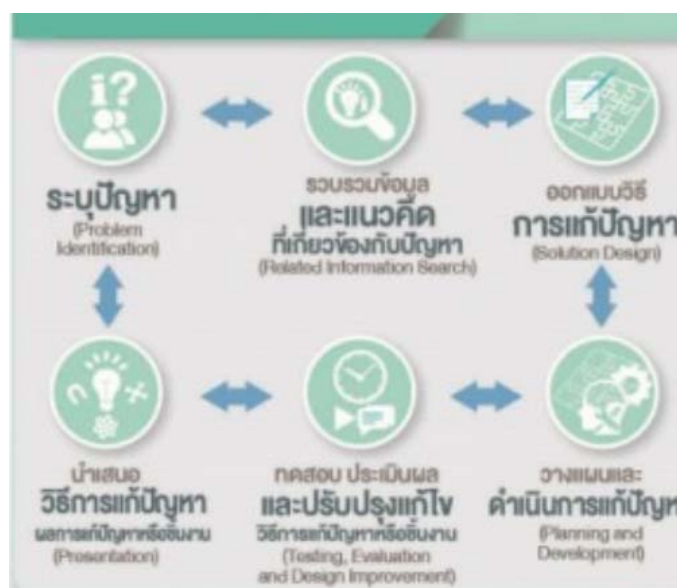 ระบุปัญหา
(Problem
Identification)
รวบรวมข้อมูล
และแนวคิด
ที่เกี่ยวข้องกับปัญหา
(Related Information Search)
ออกแบบวิธี
การแก้ปัญหา
(Solution Design)
นำเสนอ
วิธีการแก้ปัญหา
ผลการแก้ปัญหาหรือชิ้นงาน
(Presentation)
ทดสอบ ประเมินผล
และปรับปรุงแก้ไข
วิธีการแก้ปัญหาหรือชิ้นงาน
(Testing, Evaluation
and Design Improvement)
วางแผนและ
ดำเนินการแก้ปัญห
(Planning and
Development)